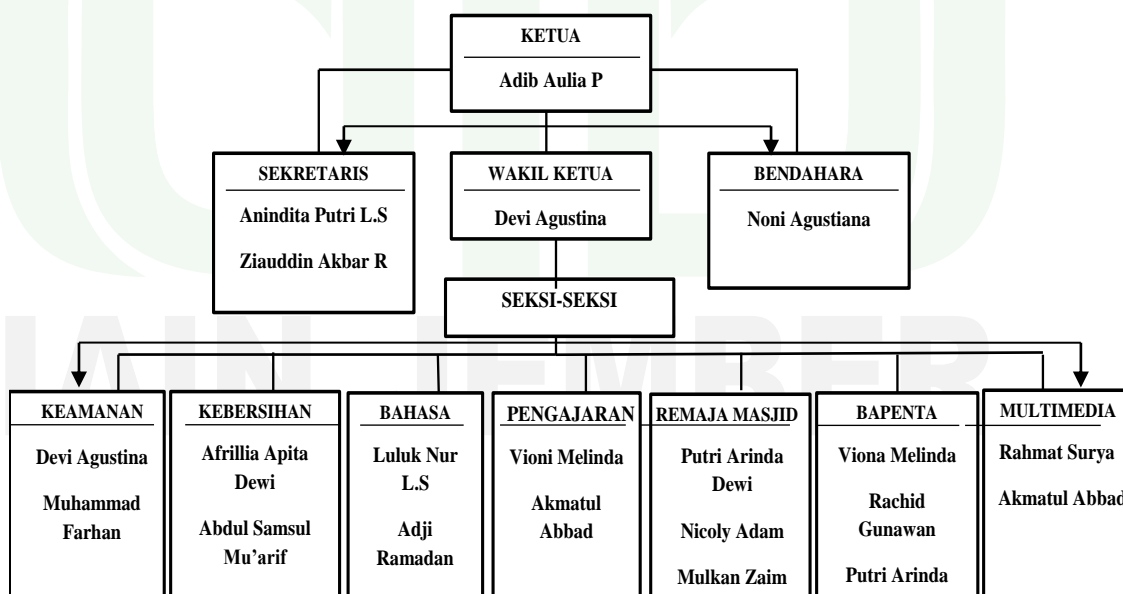 KETUA
Adib Aulia P
SEKRETARIS
Anindita Putri L.S
Ziauddin Akbar R
WAKIL KETUA
Devi Agustina
BENDAHARA
Noni Agustiana
SEKSI-SEKSI
KEAMANAN
Devi Agustina
Muhammad
Farhan
KEBERSIHAN
Afrillia Apita
Dewi
Abdul Samsul
Mu'arif
BAHASA
Luluk Nur
L.S
Adji
Ramadan
PENGAJARAN
Vioni Melinda
Akmatul
Abbad
REMAJA MASJID
Putri Arinda
Dewi
Nicoly Adam
Mulkan Zaim
BAPENTA
Viona Melinda
Rachid
Gunawan
Putri Arinda
MULTIMEDIA
Rahmat Surya
Akmatul Abbad
IAIN JEMBER